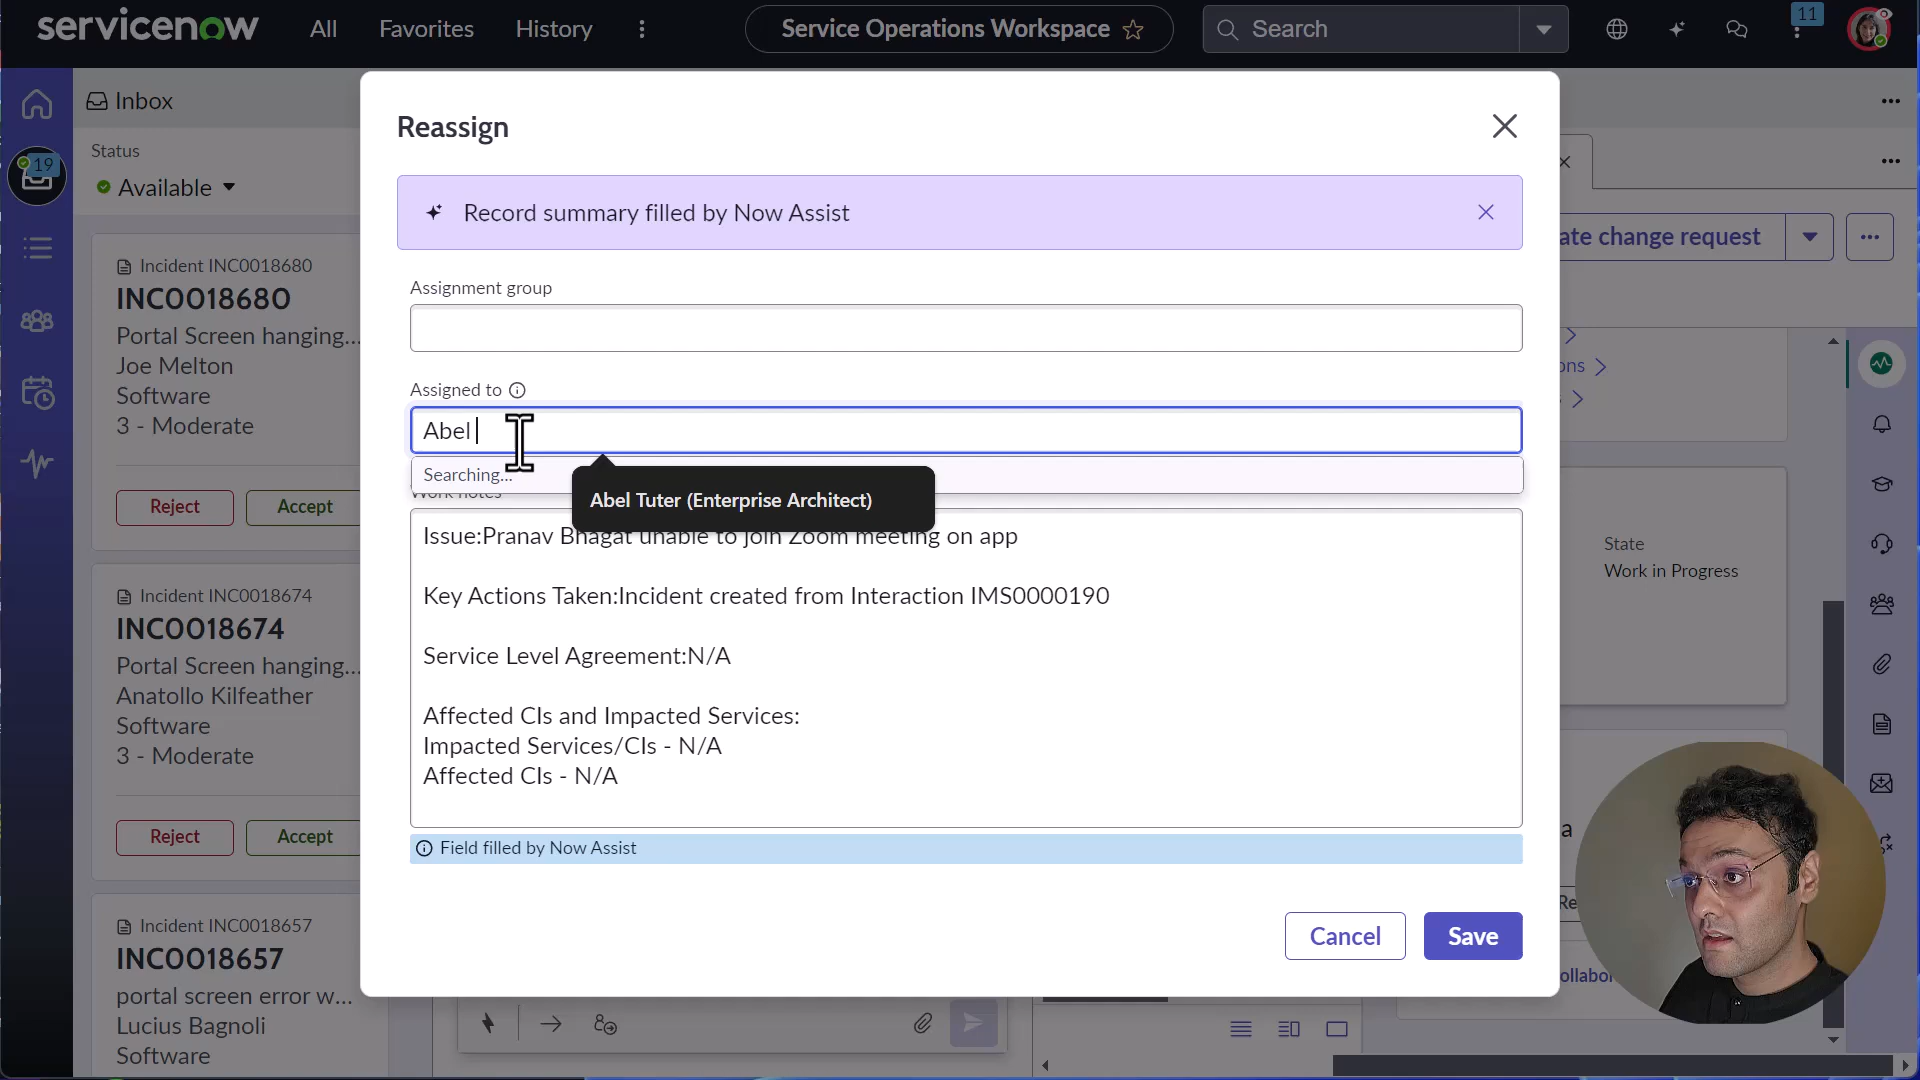 servicenow
All
Favorites
History
Service Operations Workspace
Search
11
Inbox
Status
Available
19
Incident INC0018680
INC0018680
Portal Screen hanging...
Joe Melton
Software
3 - Moderate
Reject
Accept
Incident INC0018674
INC0018674
Portal Screen hanging...
Anatollo Kilfeather
Software
3 - Moderate
Reject
Accept
Incident INC0018657
INC0018657
portal screen error w...
Lucius Bagnoli
Software
Reassign
Record summary filled by Now Assist
Assignment group
Assigned to
Abel
Searching...
Abel Tuter (Enterprise Architect)
Work notes
Issue:Pranav Bhagat unable to join Zoom meeting on app
Key Actions Taken:Incident created from Interaction IMS0000190
Service Level Agreement:N/A
Affected CIs and Impacted Services:
Impacted Services/CIs - N/A
Affected CIs - N/A
Field filled by Now Assist
Cancel
Save
ate change request
ons
State
Work in Progress
a
Re
ollabor